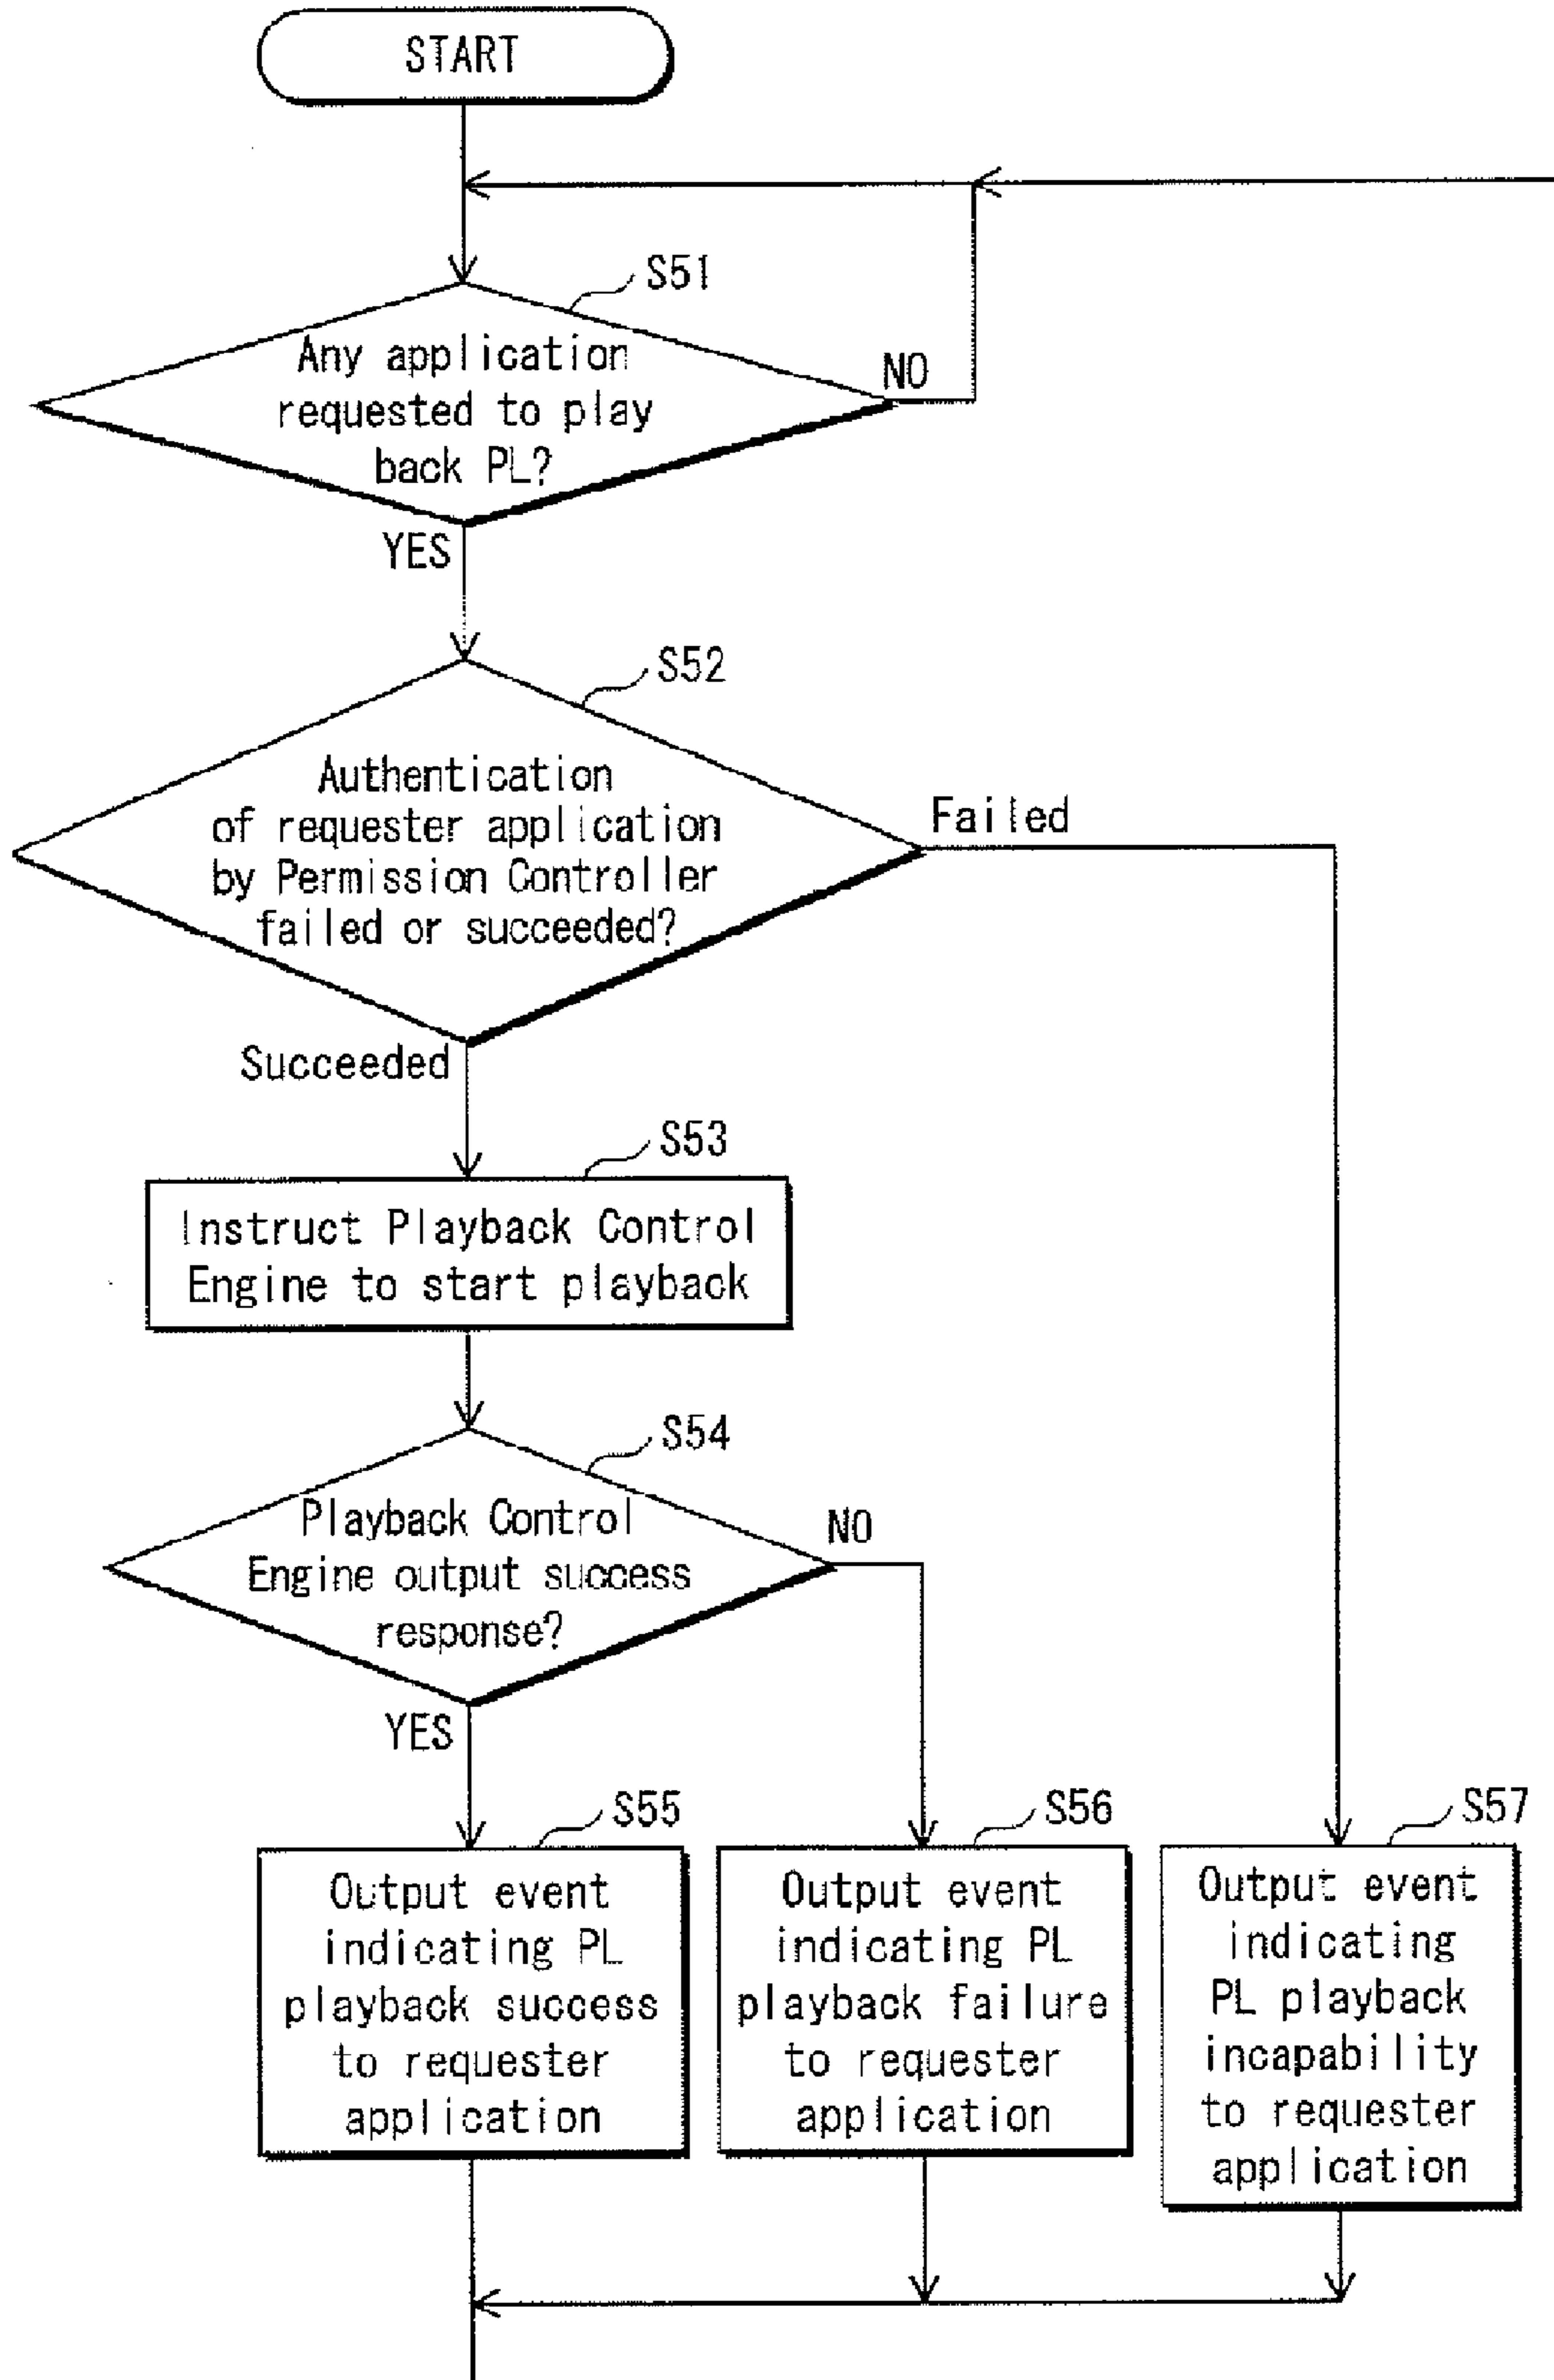 START
S51
Any application
requested to play
back PL?
NO
YES
S52
Authentication
of requester application
by Permission Controller
failed or succeeded?
Failed
Succeeded
S53
Instruct Playback Control
Engine to start playback
S54
Playback Control
Engine output success
response?
NO
YES
S55
Output event
indicating PL
playback success
to requester
application
S56
Output event
indicating PL
playback failure
to requester
application
S57
Output event
indicating
PL playback
incapability
to requester
application